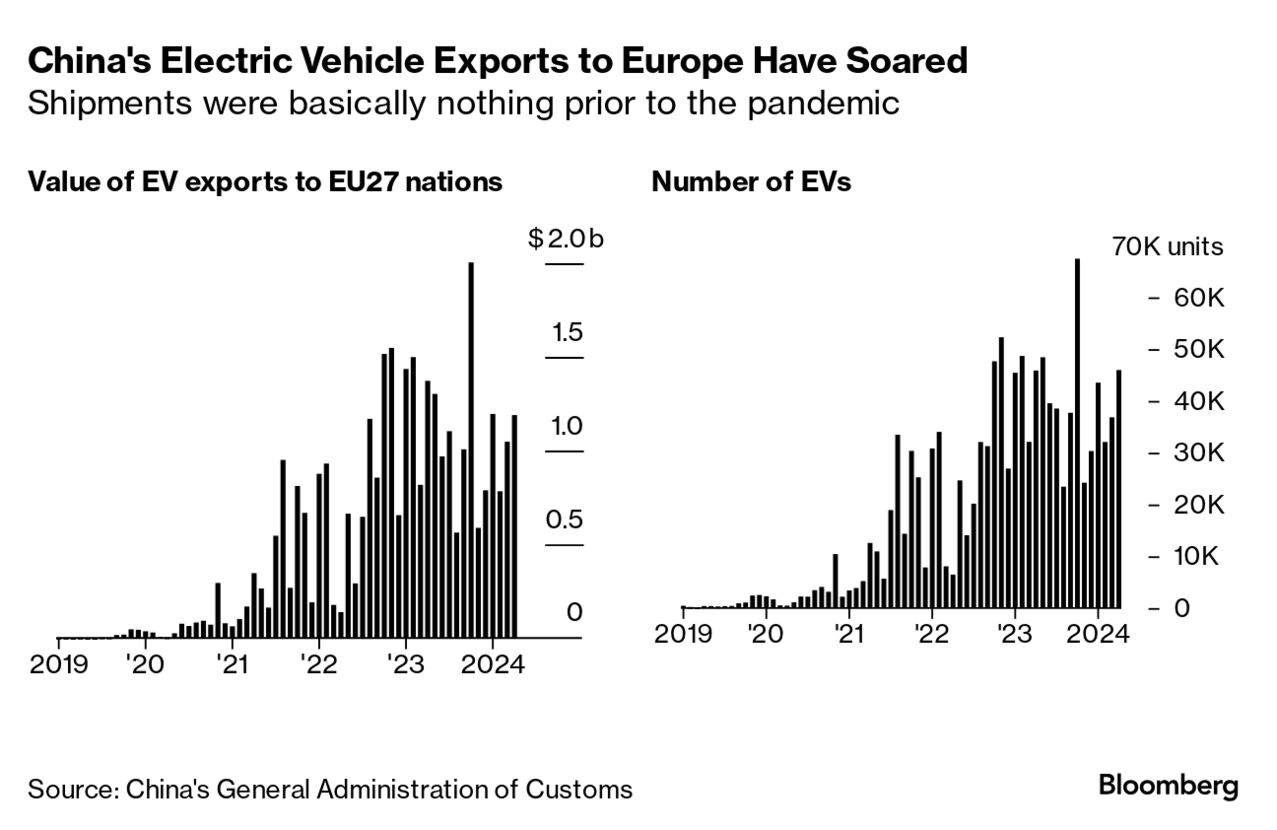 China's Electric Vehicle Exports to Europe Have Soared
Shipments were basically nothing prior to the pandemic
Value of EV exports to EU27 nations
$2.0b
1.5
1.0
0.5
0
2019 '20 '21 '22 '23 2024
Number of EVs
70K units
60K
50K
40K
30K
20K
10K
0
2019 '20 '21 '22 '23 2024
Source: China's General Administration of Customs
Bloomberg